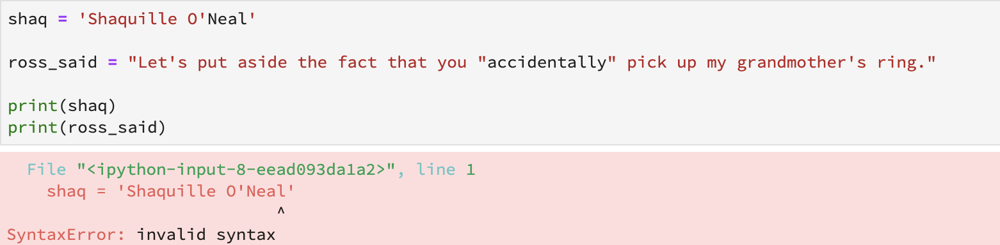 shaq = 'Shaquille O'Neal'
ross_said = "Let's put aside the fact that you "accidentally" pick up my grandmother's ring."
print(shaq)
print(ross_said)
File "<ipython-input-8-eead093da1a2>", line 1
shaq = 'Shaquille O'Neal'
^
SyntaxError: invalid syntax